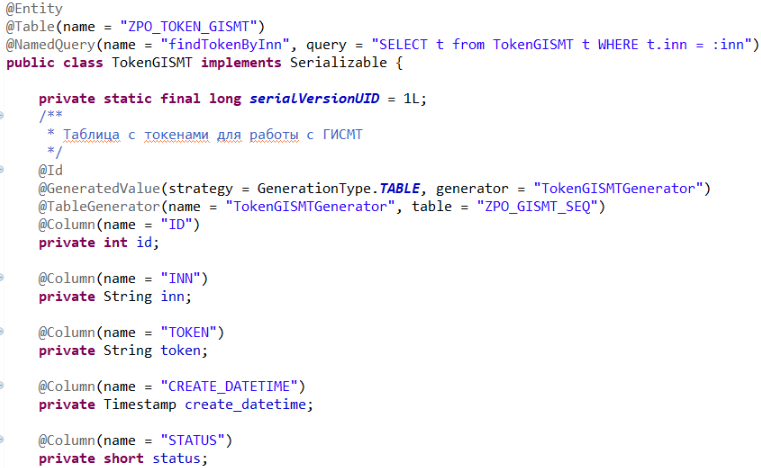 @Entity
@Table(name = "ZPO_TOKEN_GISMT")
@NamedQuery(name = "findTokenByInn", query = "SELECT t from TokenGISMT t WHERE t.inn = :inn")
public class TokenGISMT implements Serializable {
private static final long serialVersionUID = 1L;
/**
* Таблица с токенами для работы с ГИСМТ
*/
@Id
@GeneratedValue(strategy = GenerationType.TABLE, generator = "TokenGISMTGenerator")
@TableGenerator(name = "TokenGISMTGenerator", table = "ZPO_GISMT_SEQ")
@Column(name = "ID")
private int id;
@Column(name = "INN")
private String inn;
@Column(name = "TOKEN")
private String token;
@Column(name = "CREATE_DATETIME")
private Timestamp create_datetime;
@Column(name = "STATUS")
private short status;